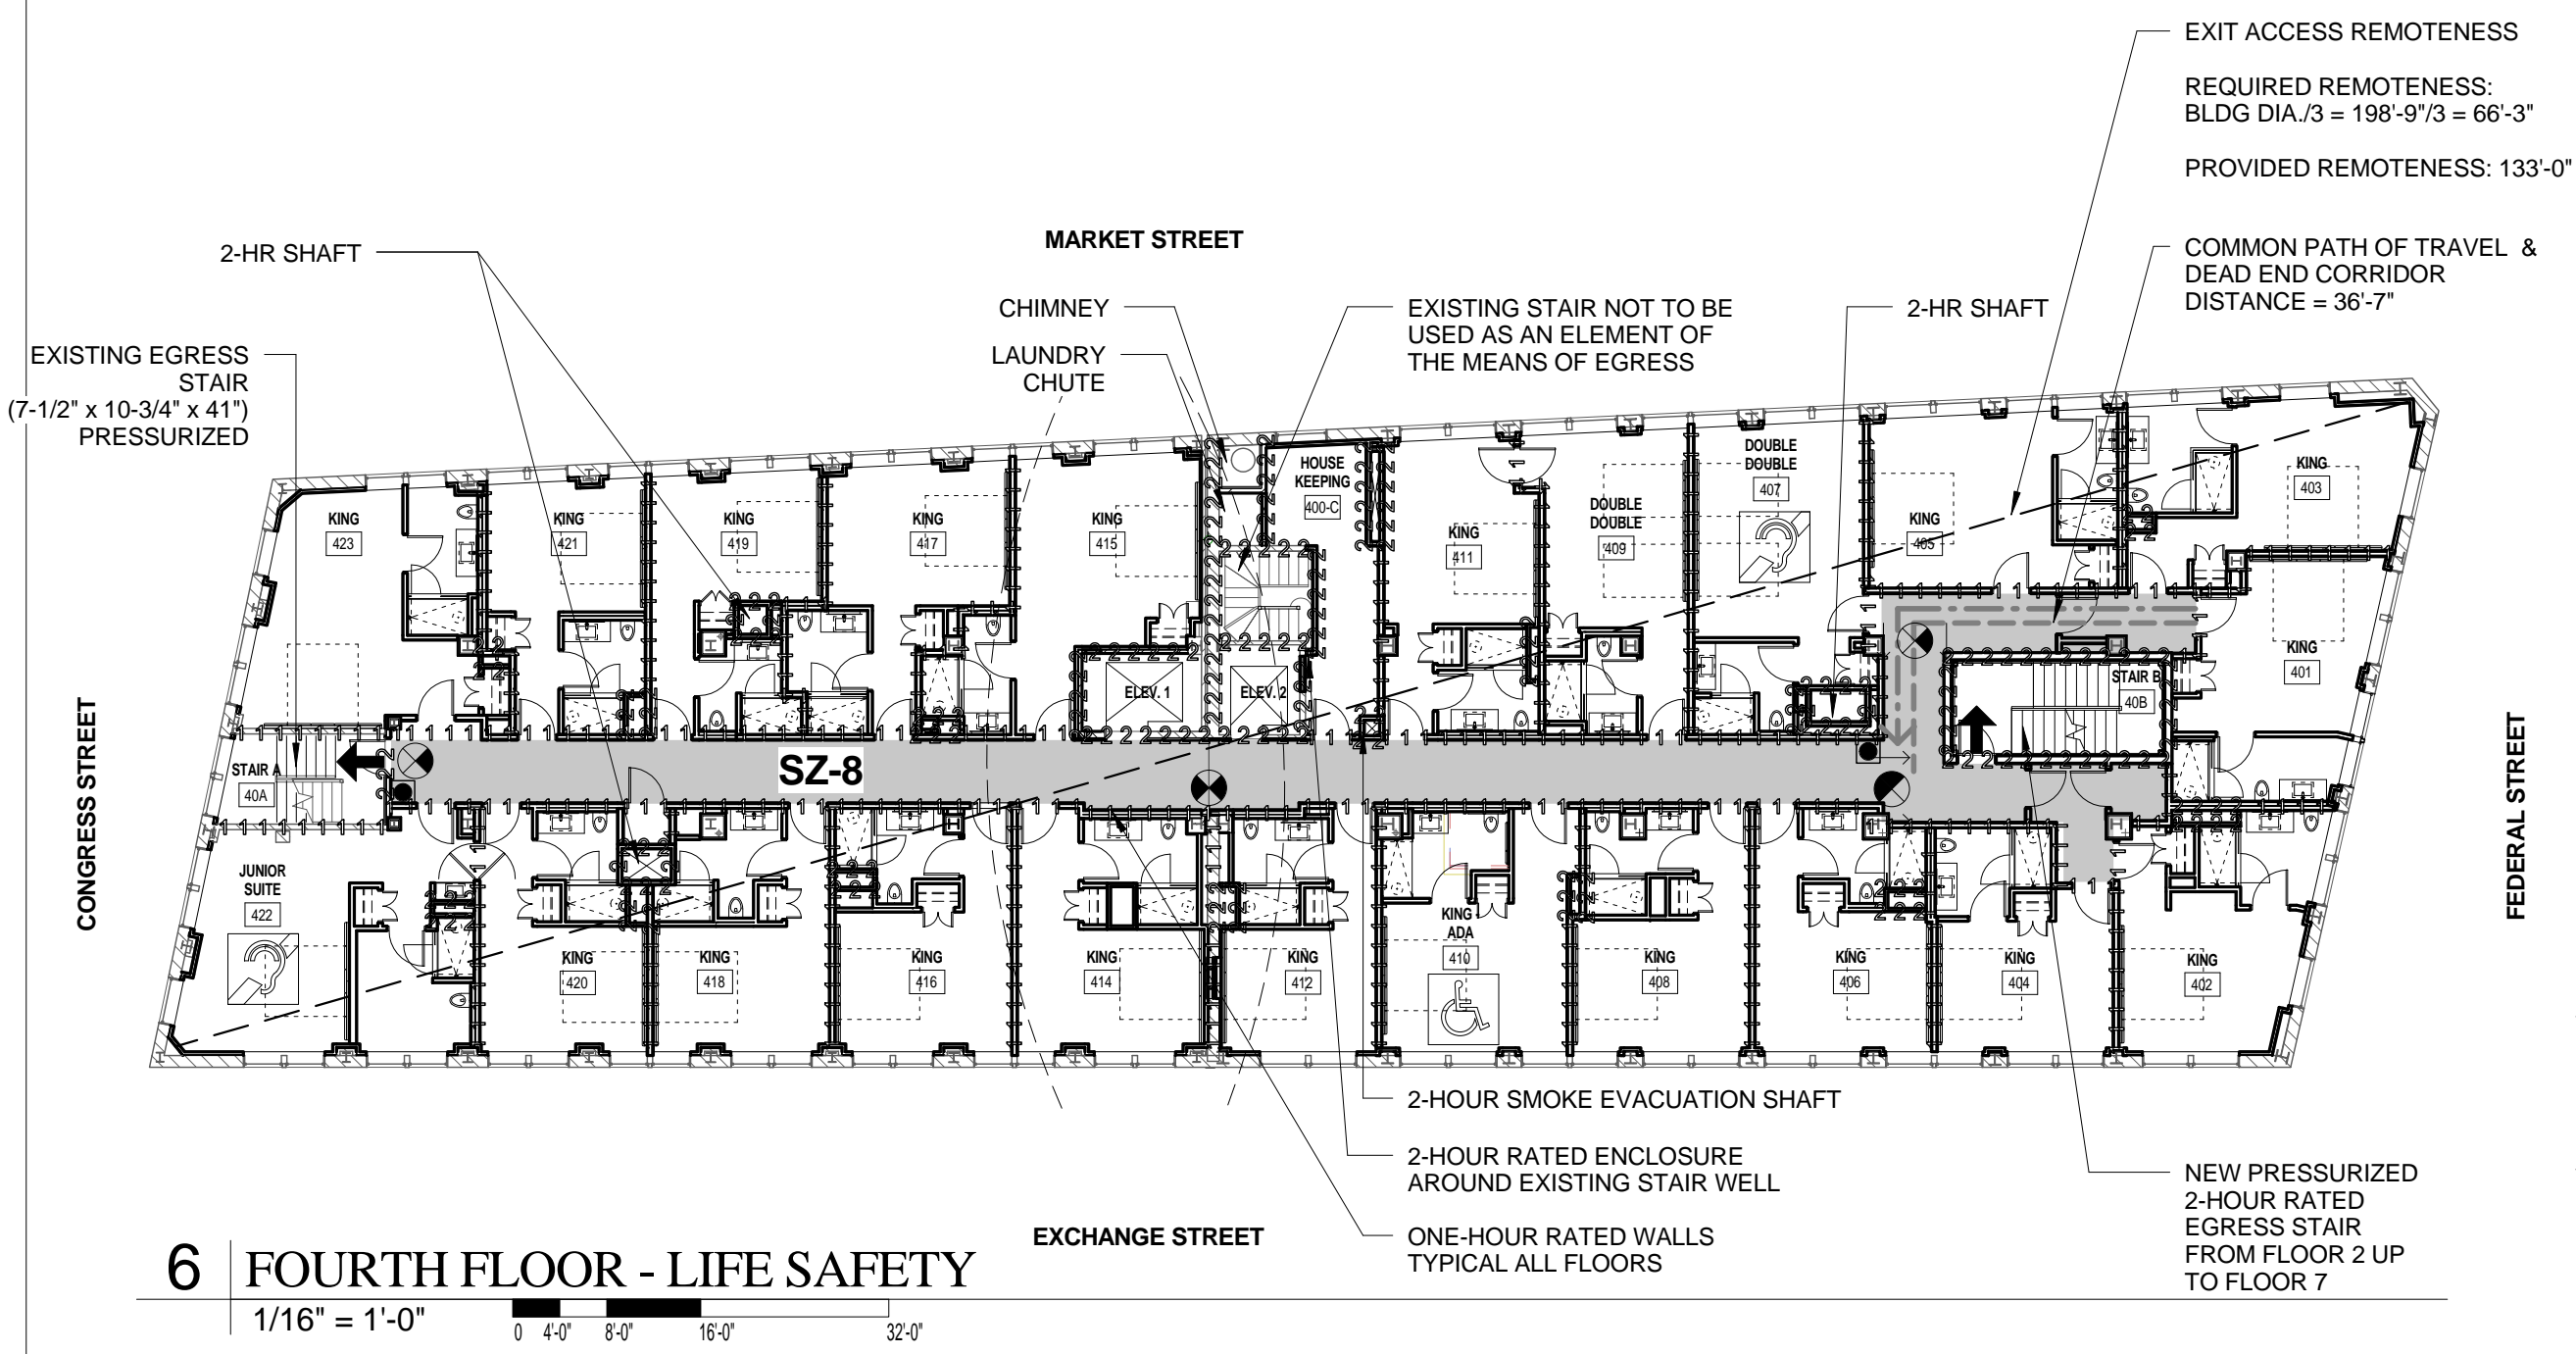 EXIT ACCESS REMOTENESS
REQUIRED REMOTENESS:
BLDG DIA./3 = 198'-9"/3 = 66'-3"
PROVIDED REMOTENESS: 133'-0"
COMMON PATH OF TRAVEL &
DEAD END CORRIDOR
DISTANCE = 36'-7"
MARKET STREET
2-HR SHAFT
CHIMNEY
LAUNDRY
CHUTE
EXISTING STAIR NOT TO BE
USED AS AN ELEMENT OF
THE MEANS OF EGRESS
2-HR SHAFT
EXISTING EGRESS
STAIR
(7-1/2" x 10-3/4" x 41")
PRESSURIZED
KING
423
KING
421
KING
419
KING
417
KING
415
HOUSE
KEEPING
400-C
KING
411
DOUBLE
DOUBLE
409
DOUBLE
DOUBLE
407
KING
405
KING
403
KING
401
ELEV. 1
ELEV. 2
STAIR B
40B
STAIR A
40A
SZ-8
CONGRESS STREET
FEDERAL STREET
JUNIOR
SUITE
422
KING
420
KING
418
KING
416
KING
414
KING
412
KING
ADA
410
KING
408
KING
406
KING
404
KING
402
2-HOUR SMOKE EVACUATION SHAFT
2-HOUR RATED ENCLOSURE
AROUND EXISTING STAIR WELL
ONE-HOUR RATED WALLS
TYPICAL ALL FLOORS
NEW PRESSURIZED
2-HOUR RATED
EGRESS STAIR
FROM FLOOR 2 UP
TO FLOOR 7
EXCHANGE STREET
6 FOURTH FLOOR - LIFE SAFETY
1/16" = 1'-0"
0 4'-0" 8'-0" 16'-0" 32'-0"